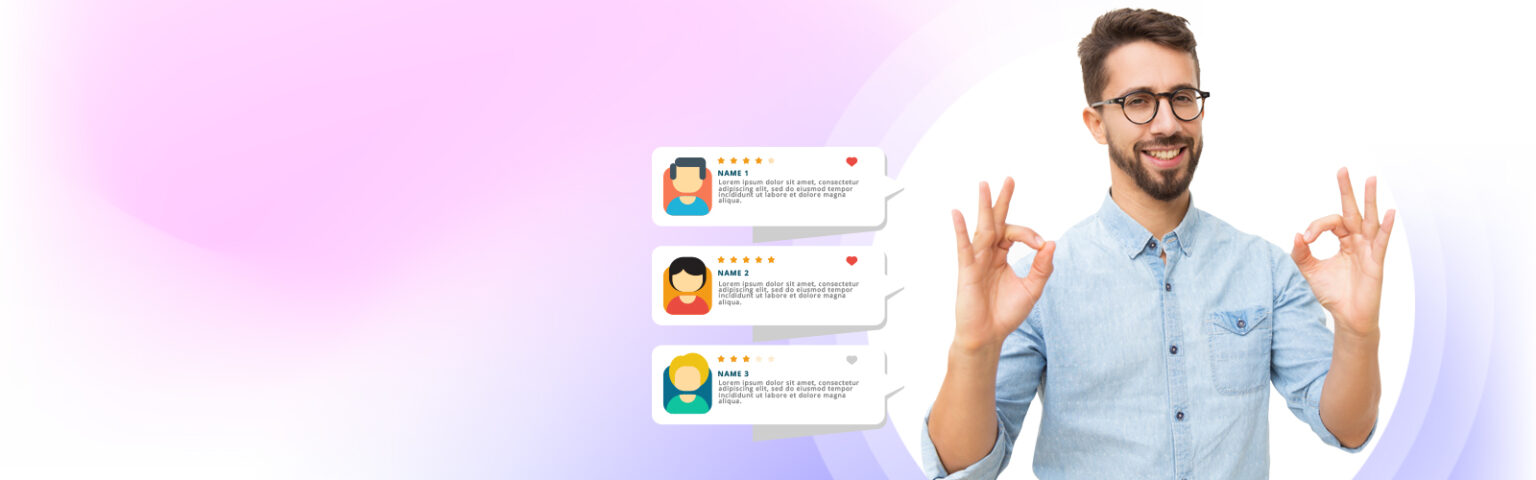 NAME 1
Lorem ipsum dolor sit amet, consectetur
adipiscing elit, sed do eiusmod tempor
incididunt ut labore et dolore magna
aliqua.
NAME 2
Lorem ipsum dolor sit amet, consectetur
adipiscing elit, sed do eiusmod tempor
incididunt ut labore et dolore magna
aliqua.
NAME 3
Lorem ipsum dolor sit amet, consectetur
adipiscing elit, sed do eiusmod tempor
incididunt ut labore et dolore magna
aliqua.